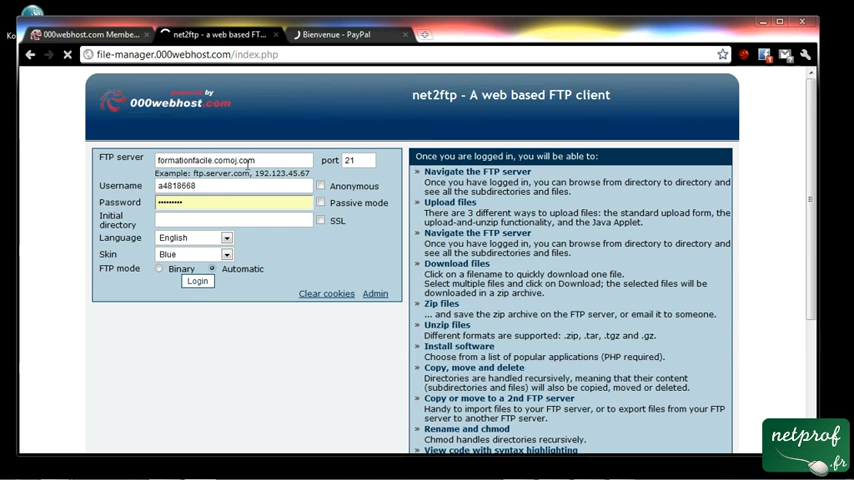 000webhost.com Membe...
net2ftp - a web based FT...
Bienvenue - PayPal
file-manager.000webhost.com/index.php
powered by
000webhost.com
net2ftp - A web based FTP client
FTP server
formationfacile.comoj.com
port
21
Example: ftp.server.com, 192.123.45.67
Username
a4818668
Anonymous
Password
*********
Passive mode
Initial
directory
SSL
Language
English
Skin
Blue
FTP mode
Binary
Automatic
Login
Clear cookies
Admin
Once you are logged in, you will be able to:
» Navigate the FTP server
Once you have logged in, you can browse from directory to directory and
see all the subdirectories and files.
» Upload files
There are 3 different ways to upload files: the standard upload form, the
upload-and-unzip functionality, and the Java Applet.
» Navigate the FTP server
Once you have logged in, you can browse from directory to directory and
see all the subdirectories and files.
» Download files
Click on a filename to quickly download one file.
Select multiple files and click on Download; the selected files will be
downloaded in a zip archive.
» Zip files
... and save the zip archive on the FTP server, or email it to someone.
» Unzip files
Different formats are supported: .zip, .tar, .tgz and .gz.
» Install software
Choose from a list of popular applications (PHP required).
» Copy, move and delete
Directories are handled recursively, meaning that their content
(subdirectories and files) will also be copied, moved or deleted.
» Copy or move to a 2nd FTP server
Handy to import files to your FTP server, or to export files from your FTP
server to another FTP server.
» Rename and chmod
Chmod handles directories recursively.
» View code with syntax highlighting
netprof
.fr